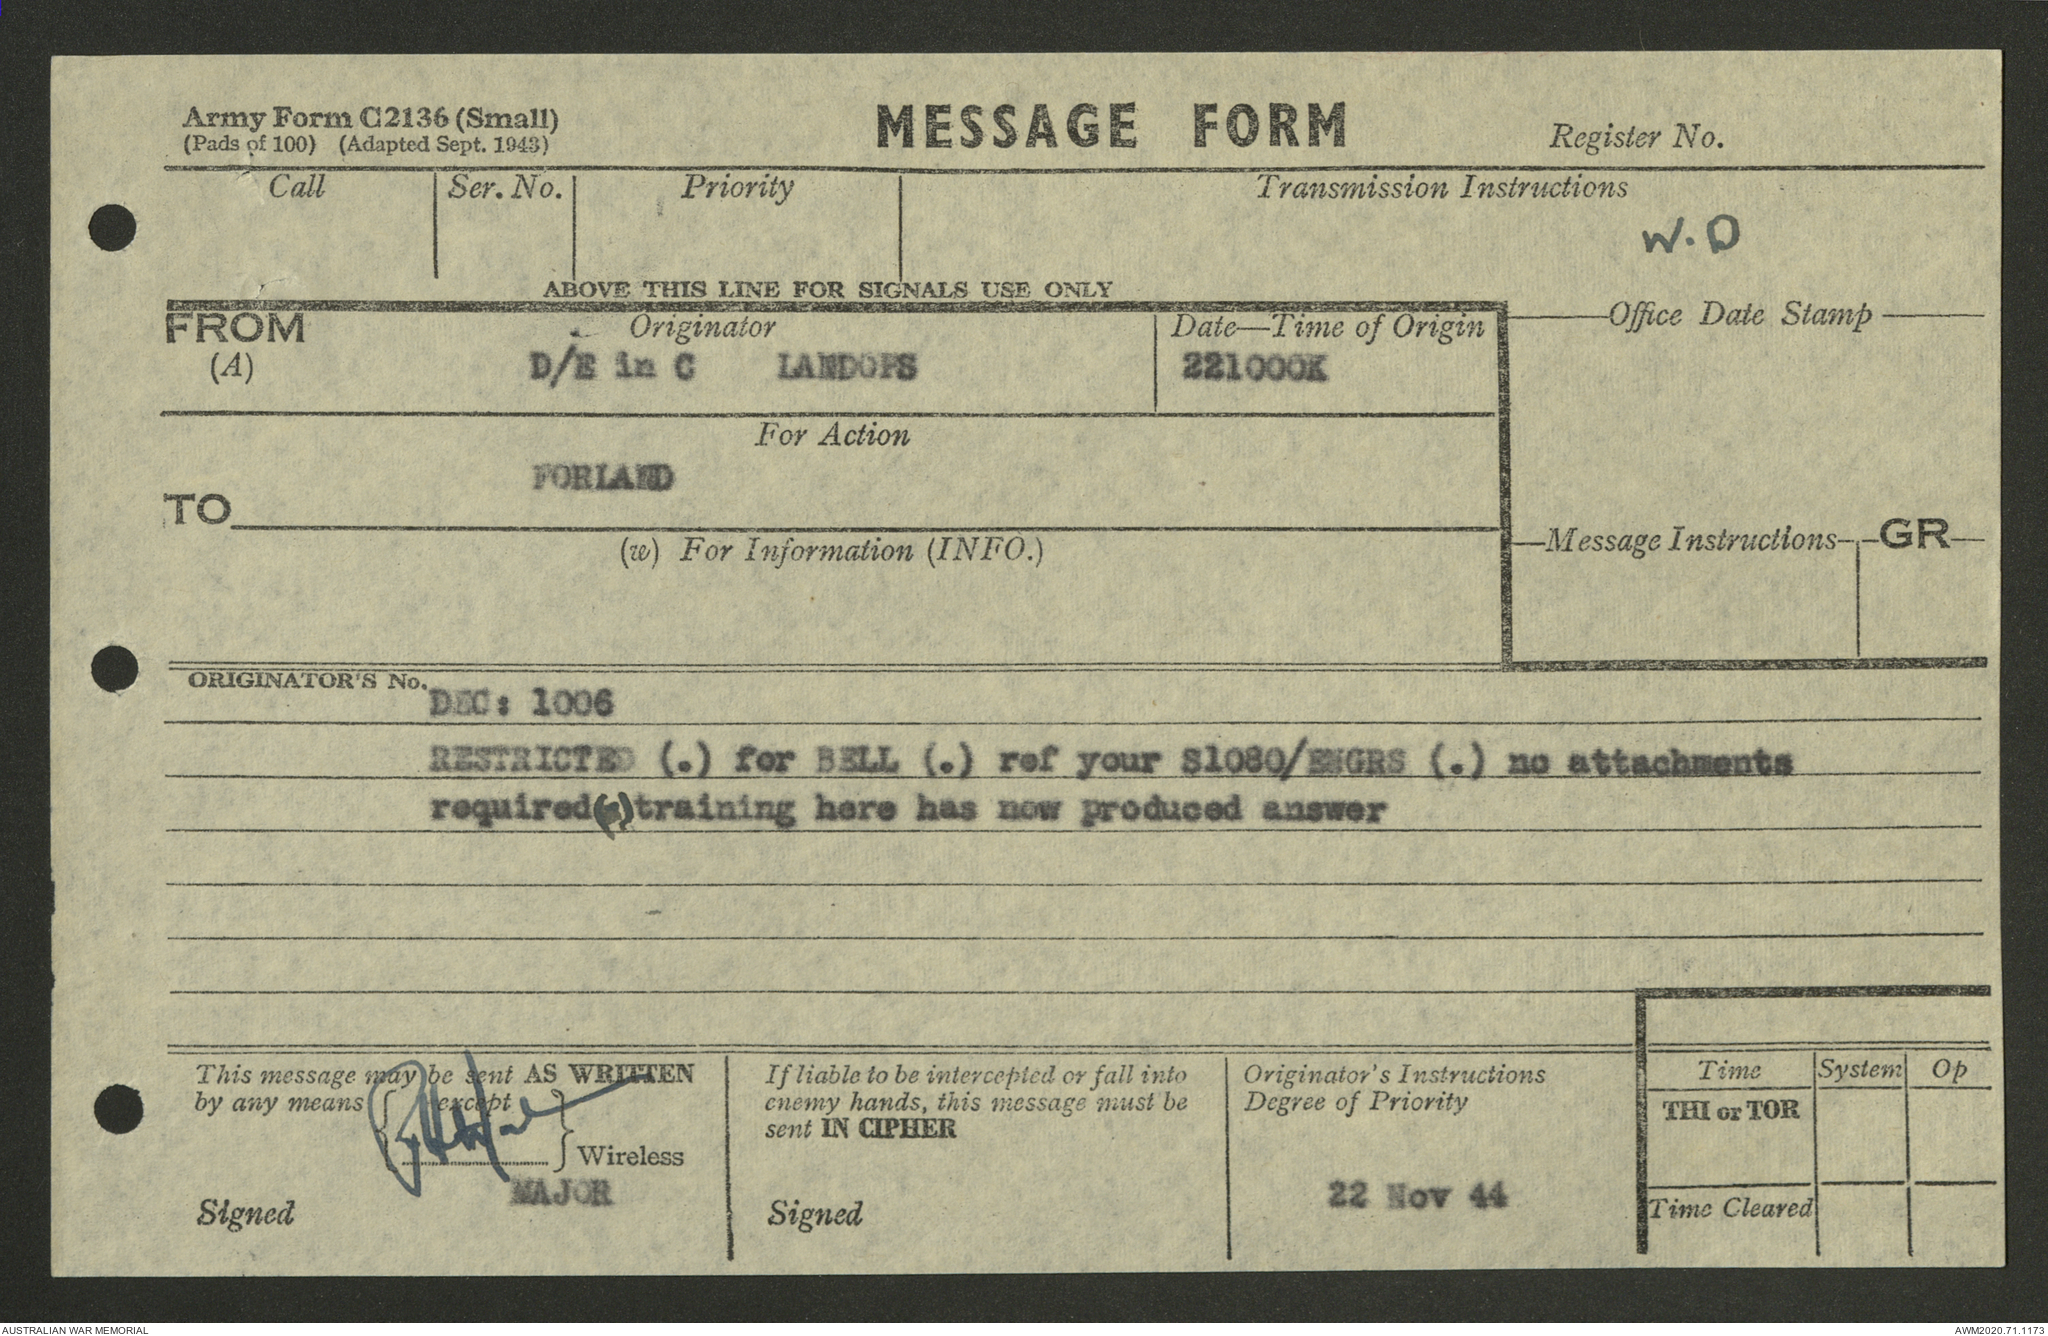 Army Form C2136 (Small)
(Pads of 100) (Adapted Sept. 1943)
MESSAGE FORM
Register No.
Call
Ser. No.
Priority
Transmission Instructions
W.D
ABOVE THIS LINE FOR SIGNALS USE ONLY
FROM
(A)
Originator
D/E in C LANDOPS
Date—Time of Origin
221000K
Office Date Stamp
For Action
FORLAND
TO
(w) For Information (INFO.)
Message Instructions
GR
ORIGINATOR'S No.
DEC: 1006
RESTRICTED (.) for BELL (.) ref your S1080/ENGRS (.) no attachments
required(.)training here has now produced answer
This message may be sent AS WRITTEN
by any means { except
} Wireless
MAJOR
Signed
If liable to be intercepted or fall into
enemy hands, this message must be
sent IN CIPHER
Signed
Originator's Instructions
Degree of Priority
22 Nov 44
Time
System
Op
THI or TOR
Time Cleared
AUSTRALIAN WAR MEMORIAL
AWM2020.71.1173